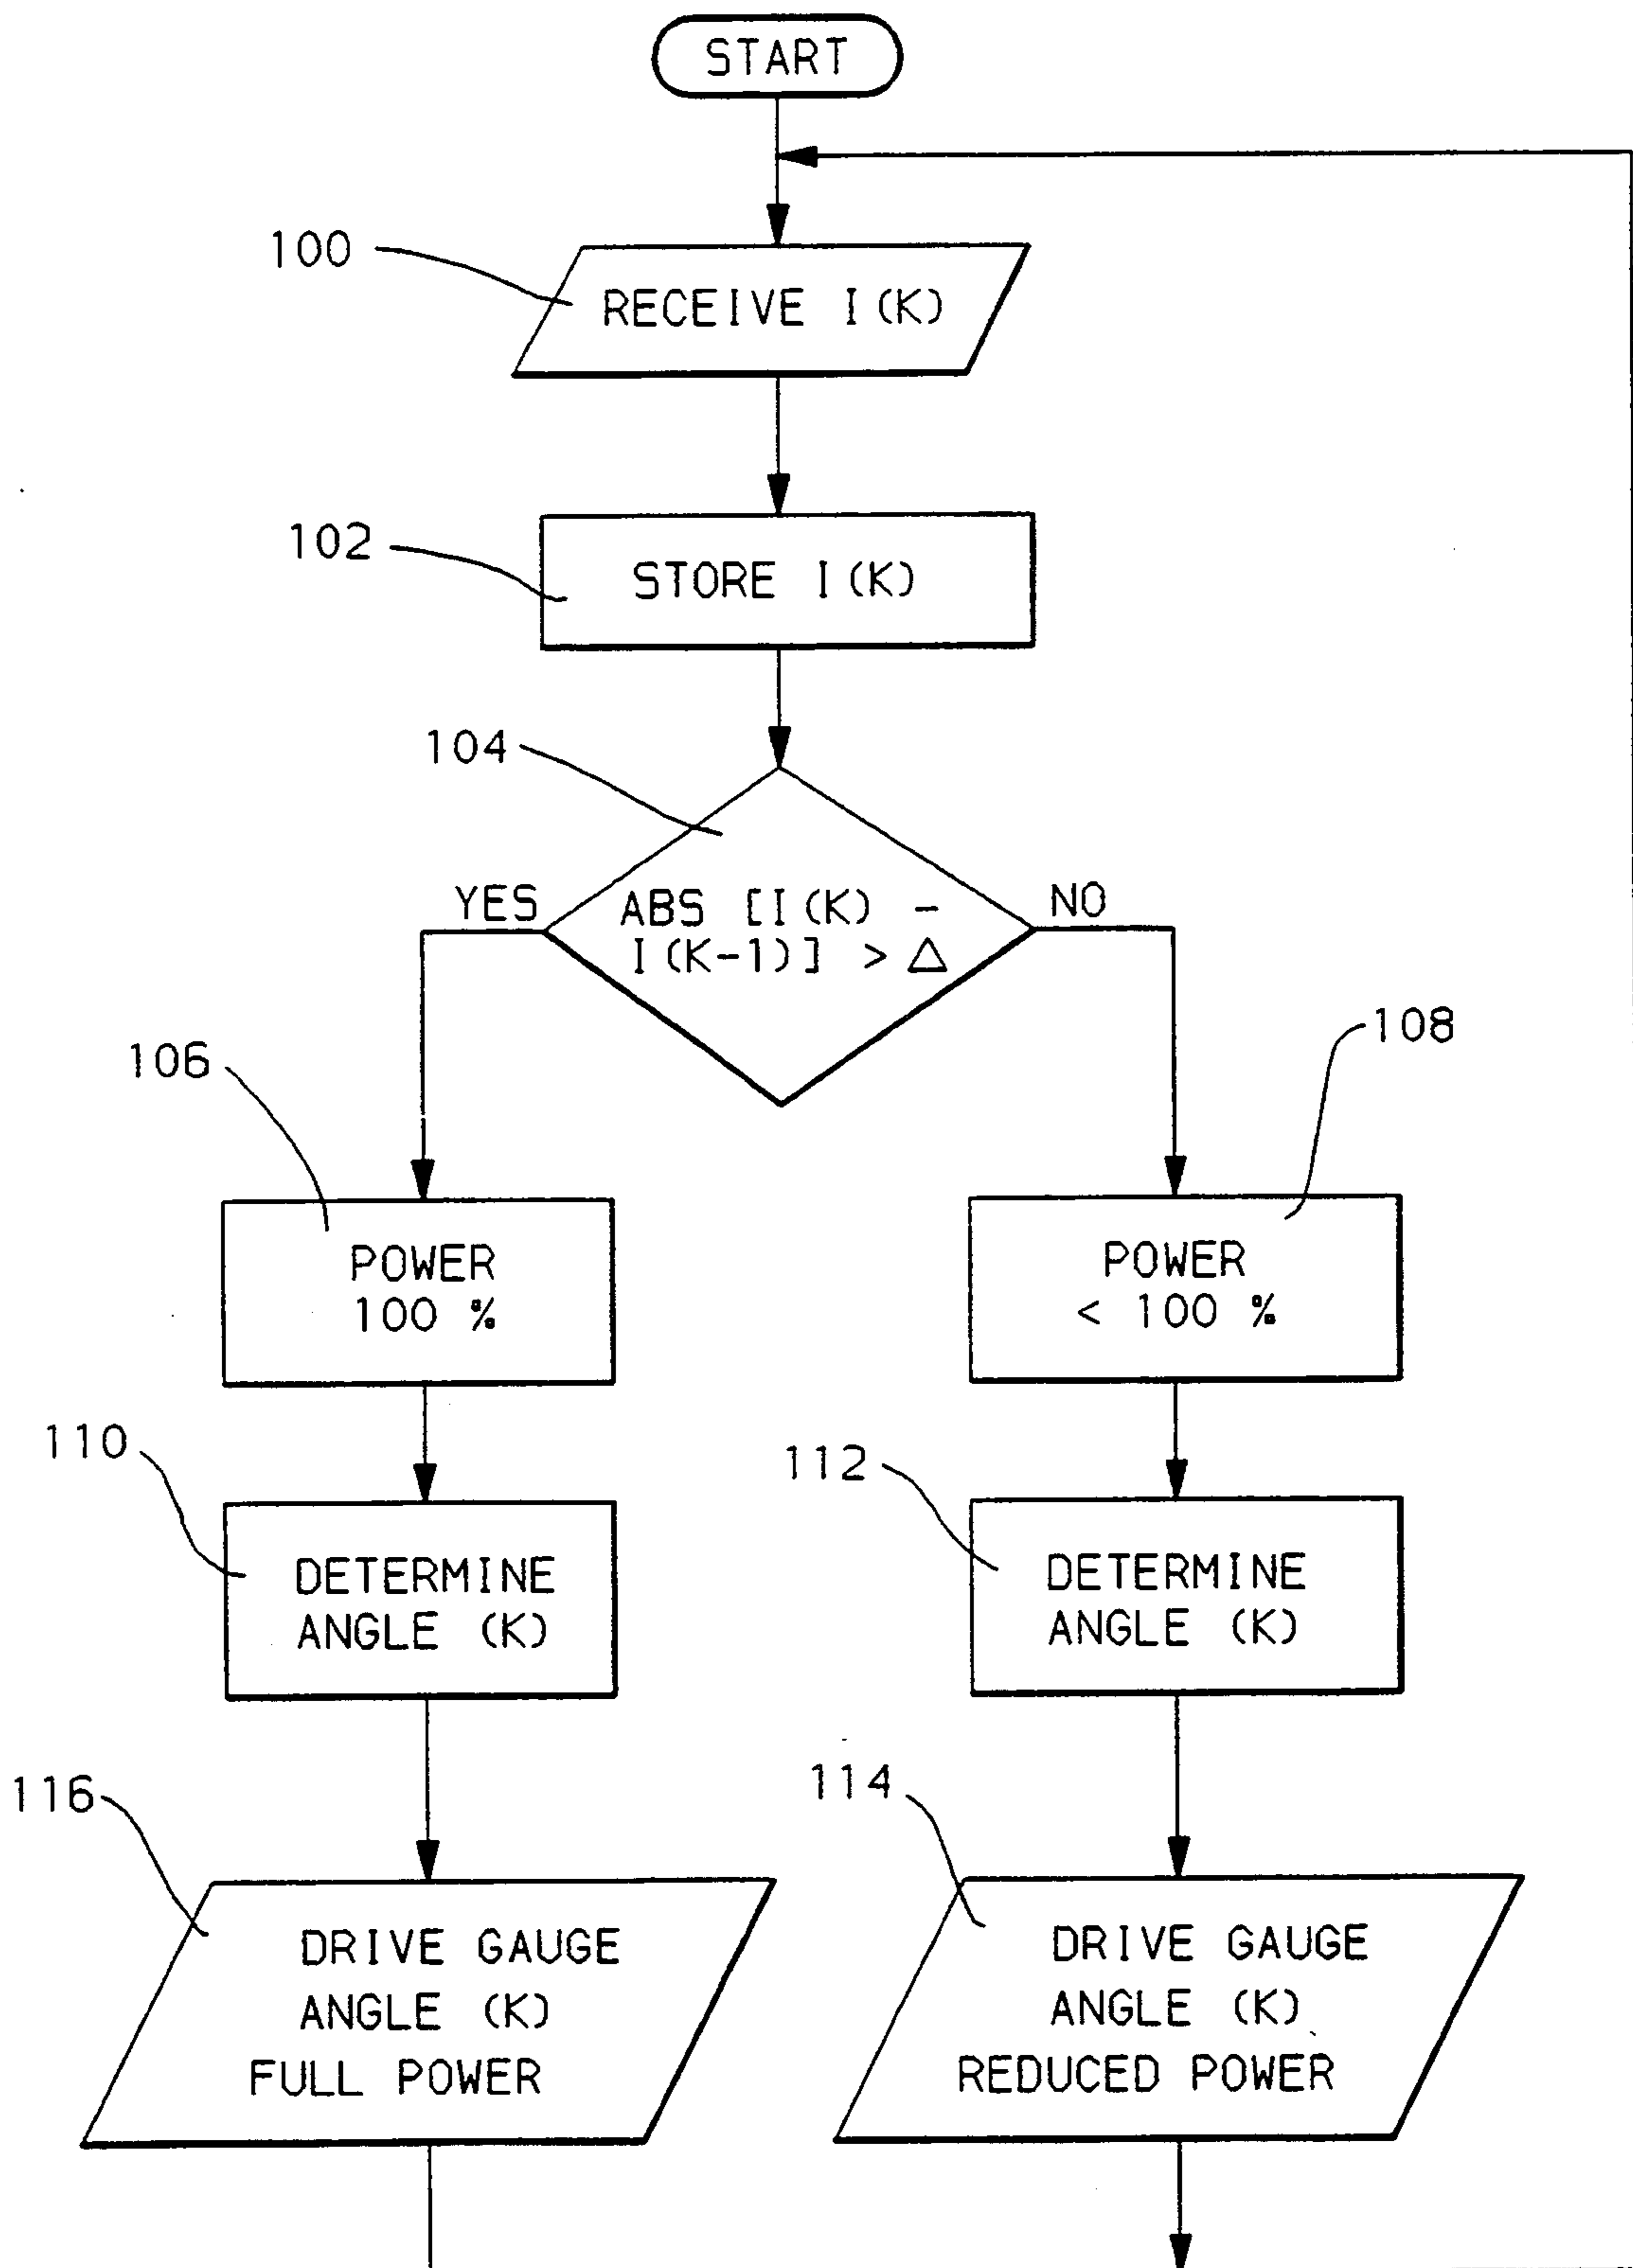 START
100
RECEIVE I(K)
102
STORE I(K)
104
YES
ABS [I(K) -
I(K-1)] > △
NO
106
108
POWER
100 %
POWER
< 100 %
110
112
DETERMINE
ANGLE (K)
DETERMINE
ANGLE (K)
116
114
DRIVE GAUGE
ANGLE (K)
FULL POWER
DRIVE GAUGE
ANGLE (K)
REDUCED POWER